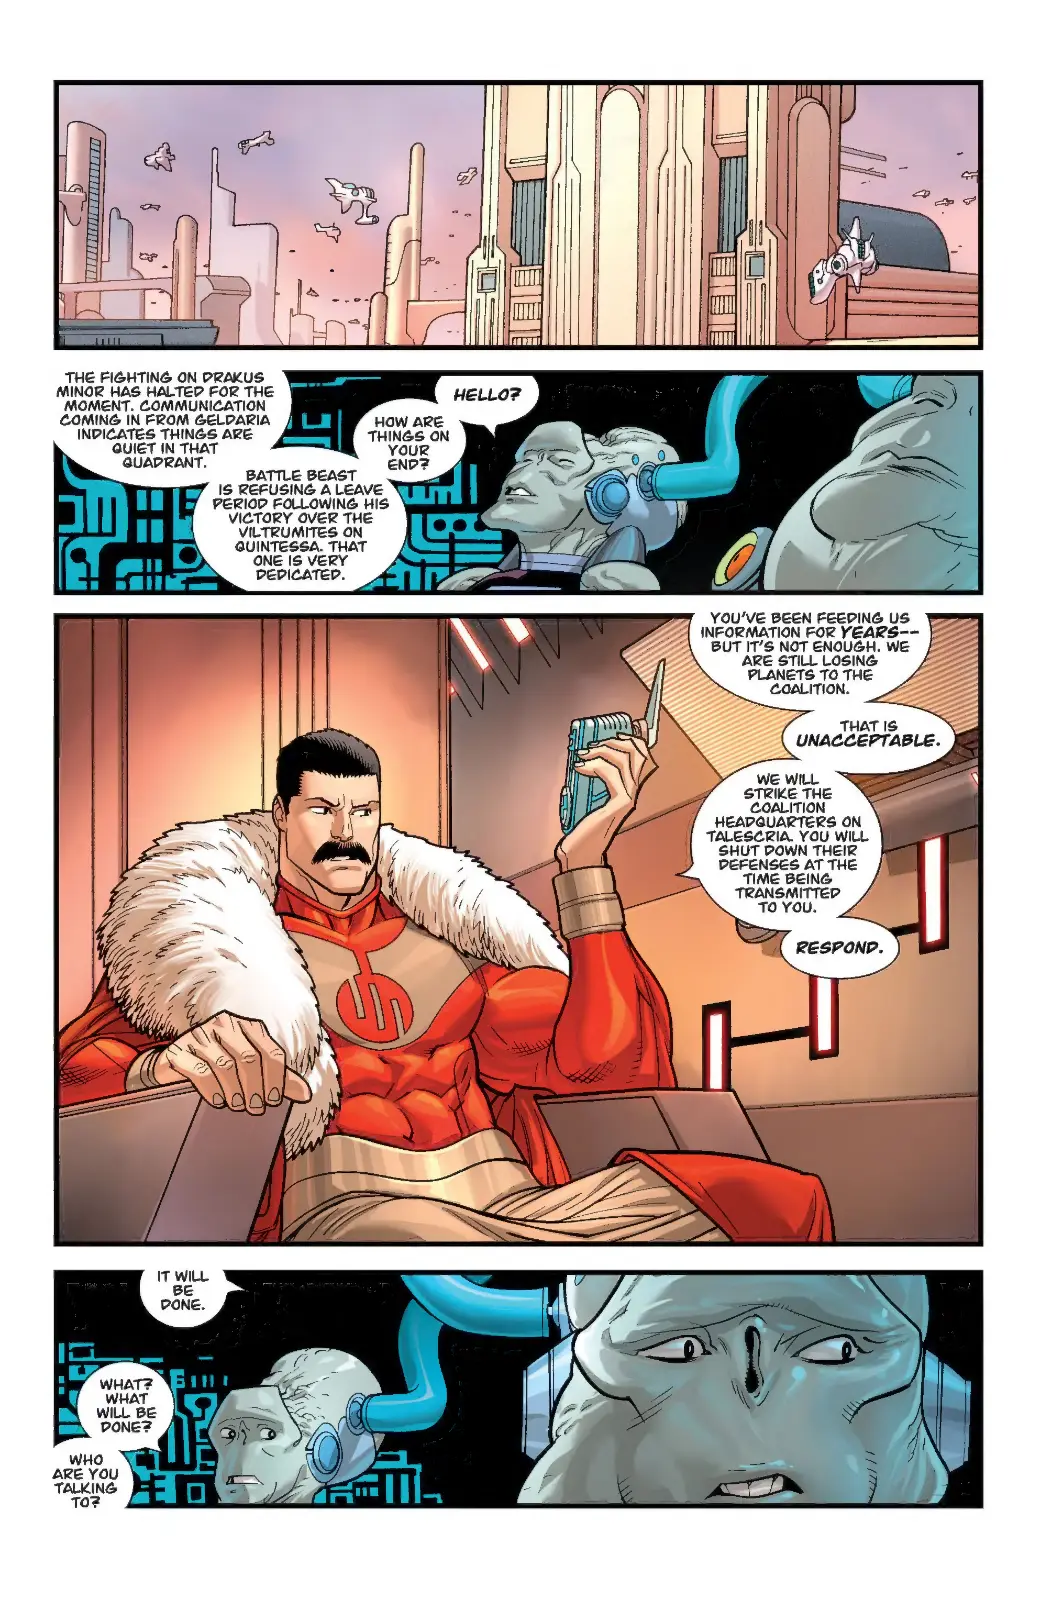 THE FIGHTING ON DRAKUS
MINOR HAS HALTED FOR THE
MOMENT. COMMUNICATION
COMING IN FROM GELDARIA
INDICATES THINGS ARE
QUIET IN THAT
QUADRANT.
BATTLE BEAST
IS REFUSING A LEAVE
PERIOD FOLLOWING HIS
VICTORY OVER THE
VILTRUMITES ON
QUINTESSA. THAT
ONE IS VERY
DEDICATED.
HOW ARE
THINGS ON
YOUR
END?
HELLO?
YOU'VE BEEN FEEDING US
INFORMATION FOR YEARS--
BUT IT'S NOT ENOUGH. WE
ARE STILL LOSING
PLANETS TO THE
COALITION.
THAT IS
UNACCEPTABLE.
WE WILL
STRIKE THE
COALITION
HEADQUARTERS ON
TALESCRIA. YOU WILL
SHUT DOWN THEIR
DEFENSES AT THE
TIME BEING
TRANSMITTED
TO YOU.
RESPOND.
IT WILL
BE
DONE.
WHAT?
WHAT
WILL BE
DONE?
WHO
ARE YOU
TALKING
TO?